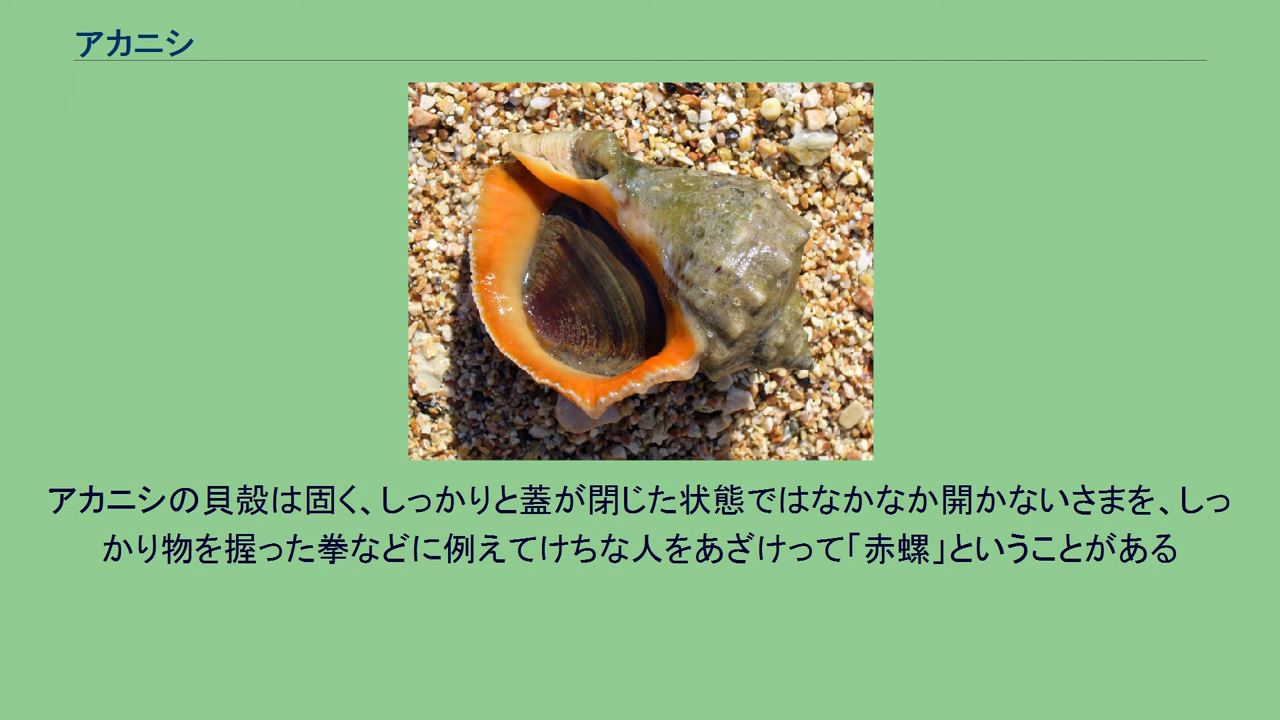 アカニシ
アカニシの貝殻は固く、しっかりと蓋が閉じた状態ではなかなか開かないさまを、しっ
かり物を握った拳などに例えてけちな人をあざけって「赤螺」ということがある